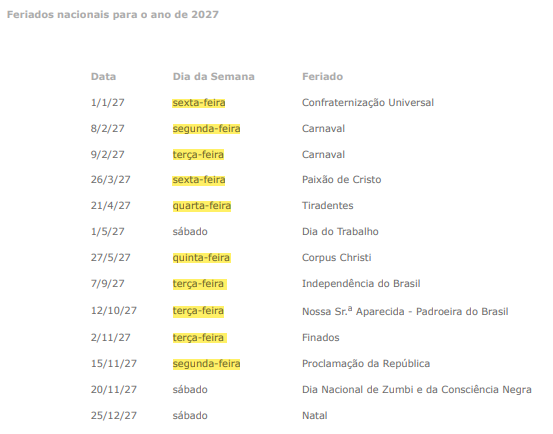 Feriados nacionais para o ano de 2027
Data Dia da Semana Feriado
1/1/27 sexta-feira Confraternização Universal
8/2/27 segunda-feira Carnaval
9/2/27 terça-feira Carnaval
26/3/27 sexta-feira Paixão de Cristo
21/4/27 quarta-feira Tiradentes
1/5/27 sábado Dia do Trabalho
27/5/27 quinta-feira Corpus Christi
7/9/27 terça-feira Independência do Brasil
12/10/27 terça-feira Nossa Sr.ª Aparecida - Padroeira do Brasil
2/11/27 terça-feira Finados
15/11/27 segunda-feira Proclamação da República
20/11/27 sábado Dia Nacional de Zumbi e da Consciência Negra
25/12/27 sábado Natal